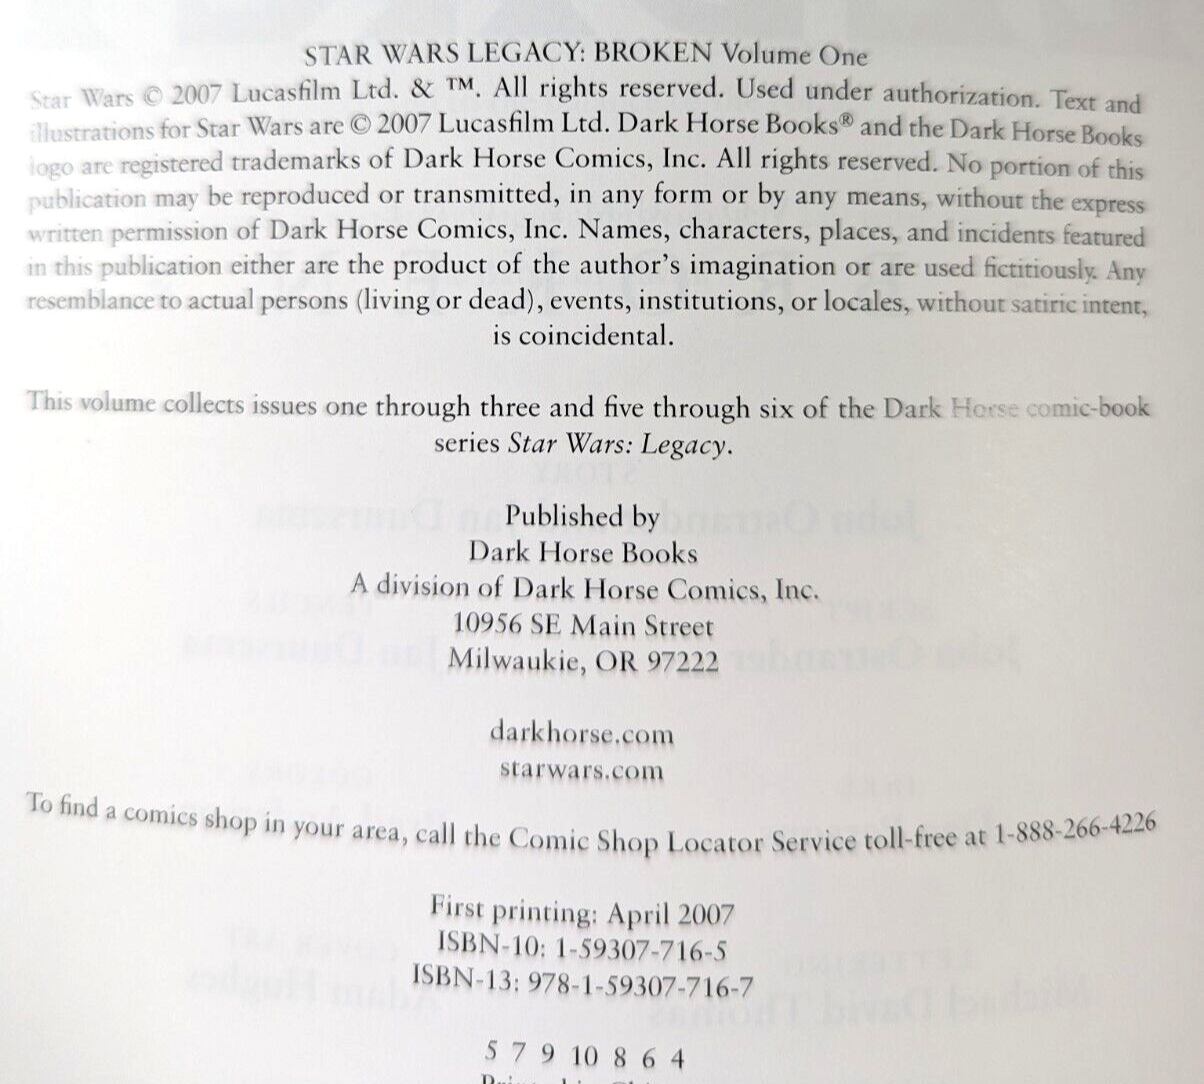 STAR WARS LEGACY: BROKEN Volume One
Star Wars © 2007 Lucasfilm Ltd. & ™. All rights reserved. Used under authorization. Text and
illustrations for Star Wars are © 2007 Lucasfilm Ltd. Dark Horse Books® and the Dark Horse Books
logo are registered trademarks of Dark Horse Comics, Inc. All rights reserved. No portion of this
publication may be reproduced or transmitted, in any form or by any means, without the express
written permission of Dark Horse Comics, Inc. Names, characters, places, and incidents featured
in this publication either are the product of the author's imagination or are used fictitiously. Any
resemblance to actual persons (living or dead), events, institutions, or locales, without satiric intent,
is coincidental.
This volume collects issues one through three and five through six of the Dark Horse comic-book
series Star Wars: Legacy.
Published by
Dark Horse Books
A division of Dark Horse Comics, Inc.
10956 SE Main Street
Milwaukie, OR 97222
darkhorse.com
starwars.com
To find a comics shop in your area, call the Comic Shop Locator Service toll-free at 1-888-266-4226
First printing: April 2007
ISBN-10: 1-59307-716-5
ISBN-13: 978-1-59307-716-7
5 7 9 10 8 6 4